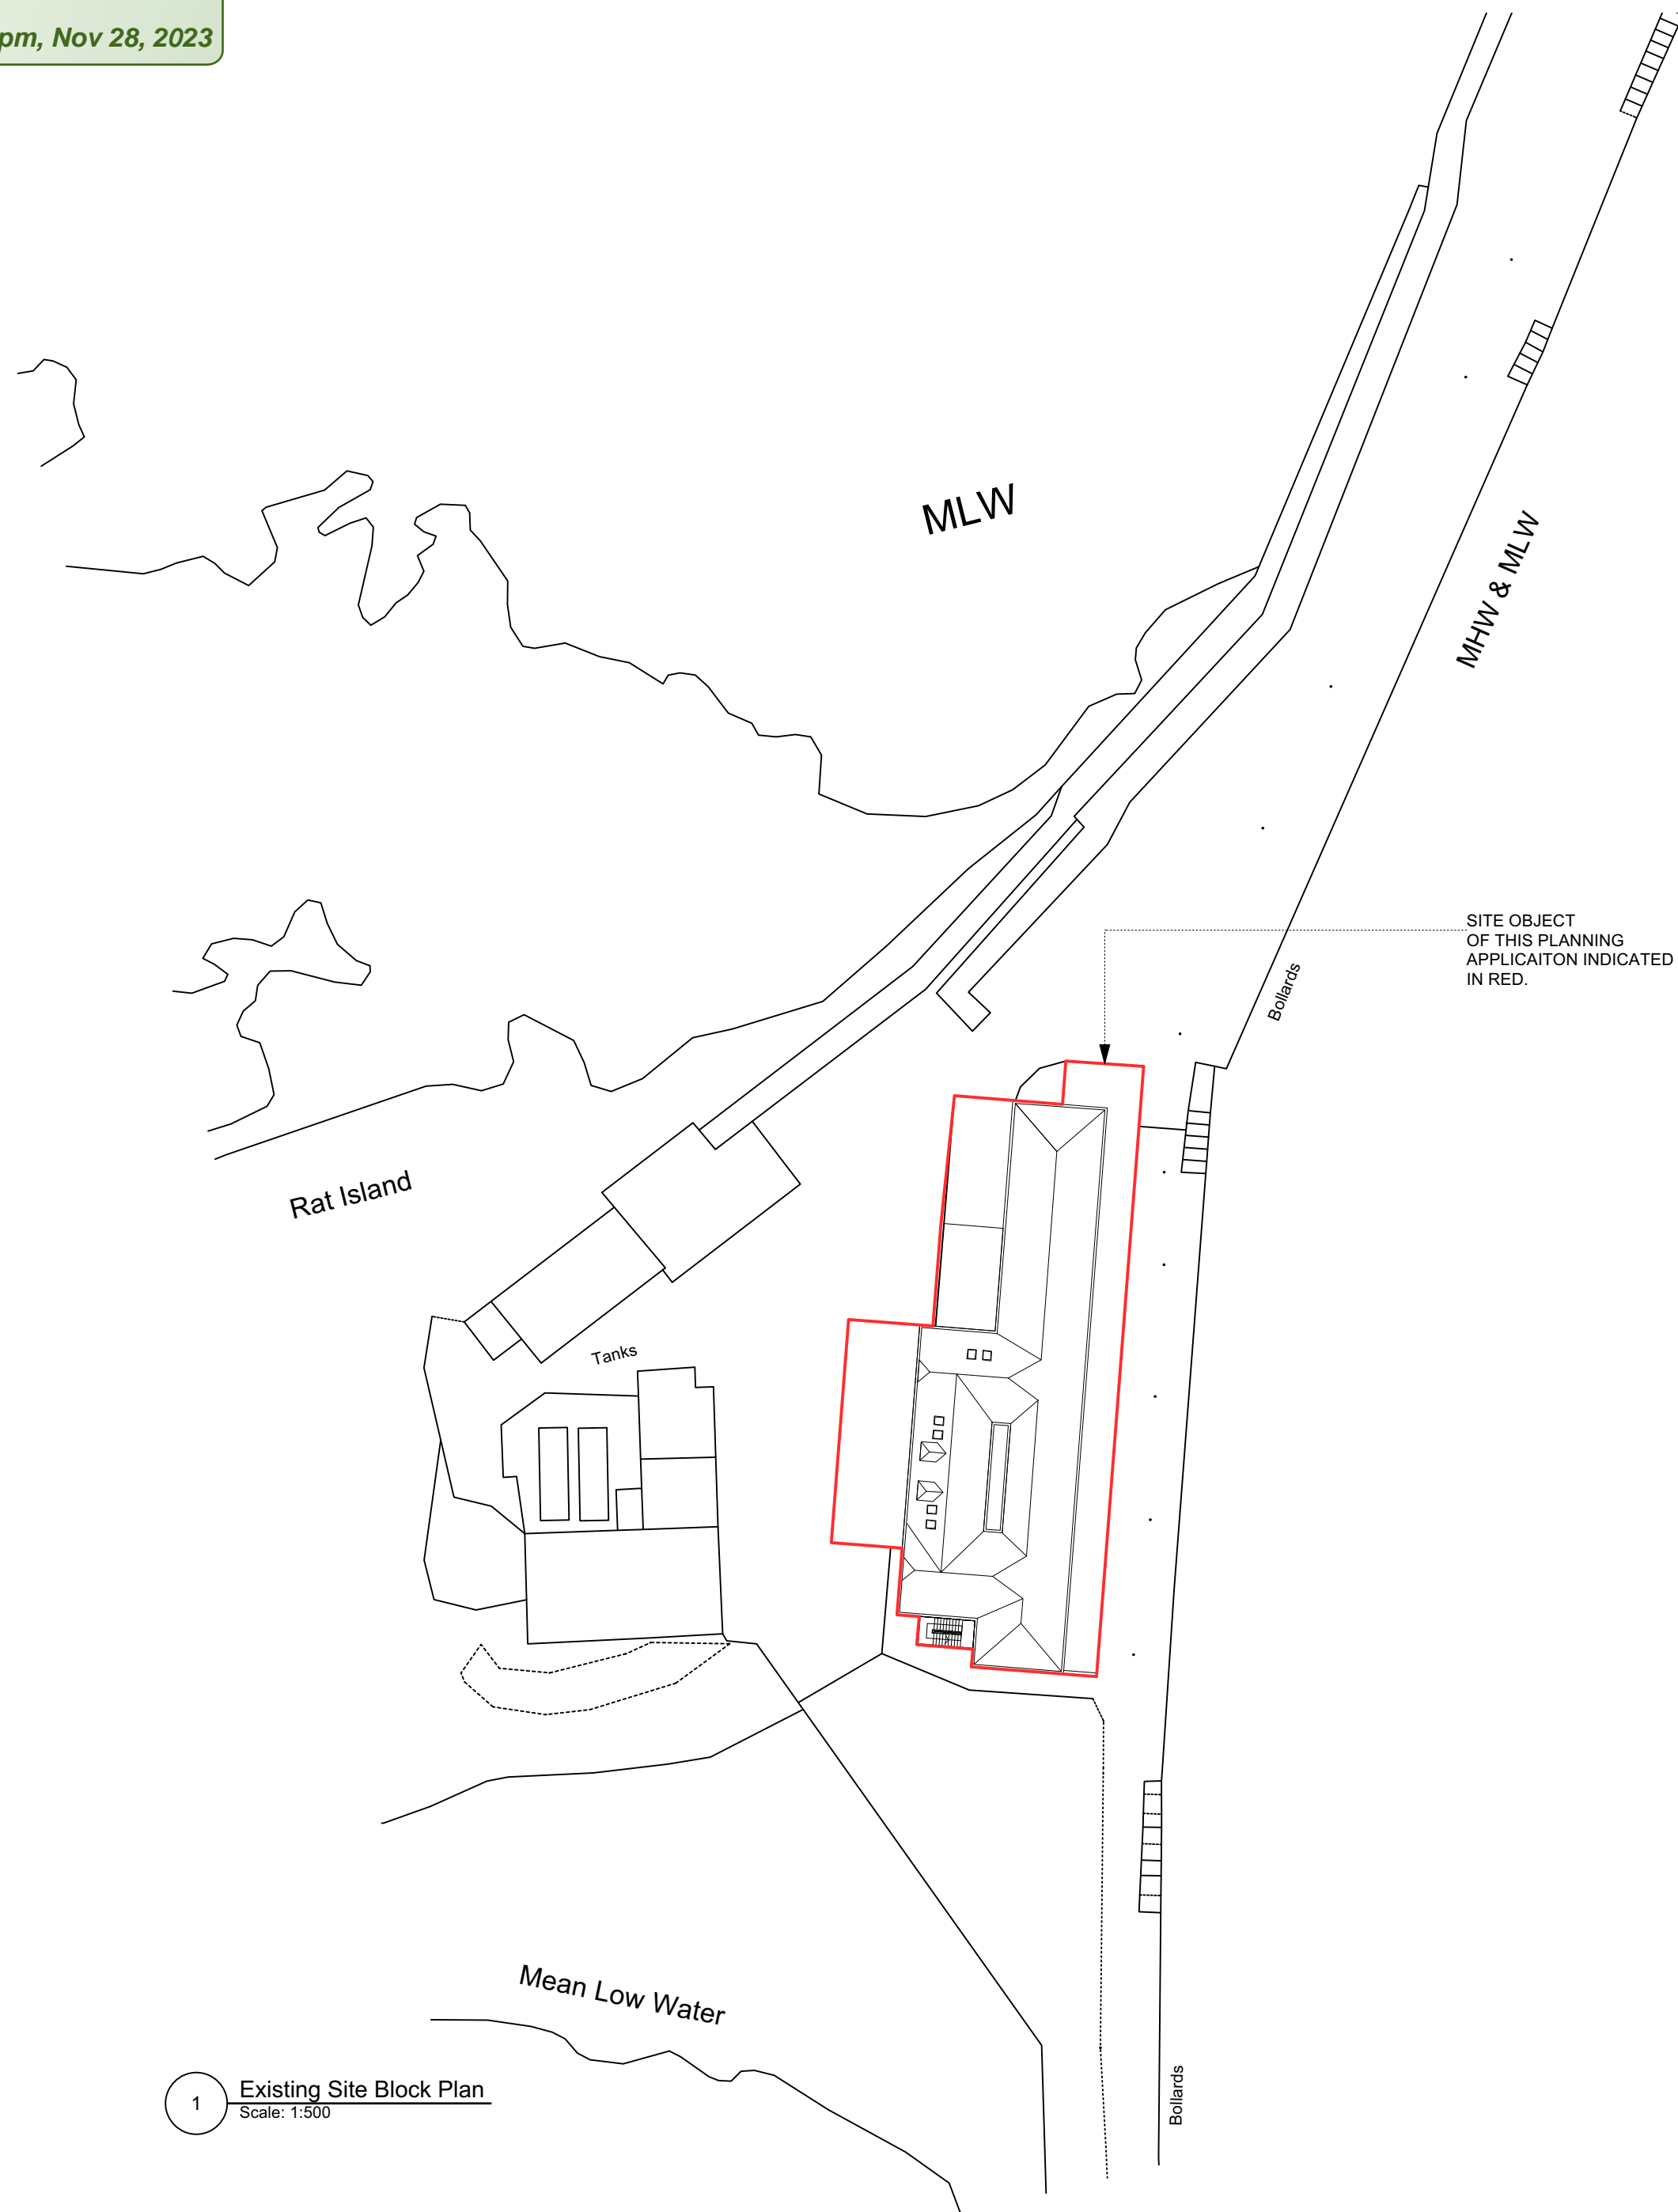 pm, Nov 28, 2023
MLW
MHW & MLW
SITE OBJECT
OF THIS PLANNING
APPLICAITON INDICATED
IN RED.
Bollards
Rat Island
Tanks
Mean Low Water
Bollards
1
Existing Site Block Plan
Scale: 1:500